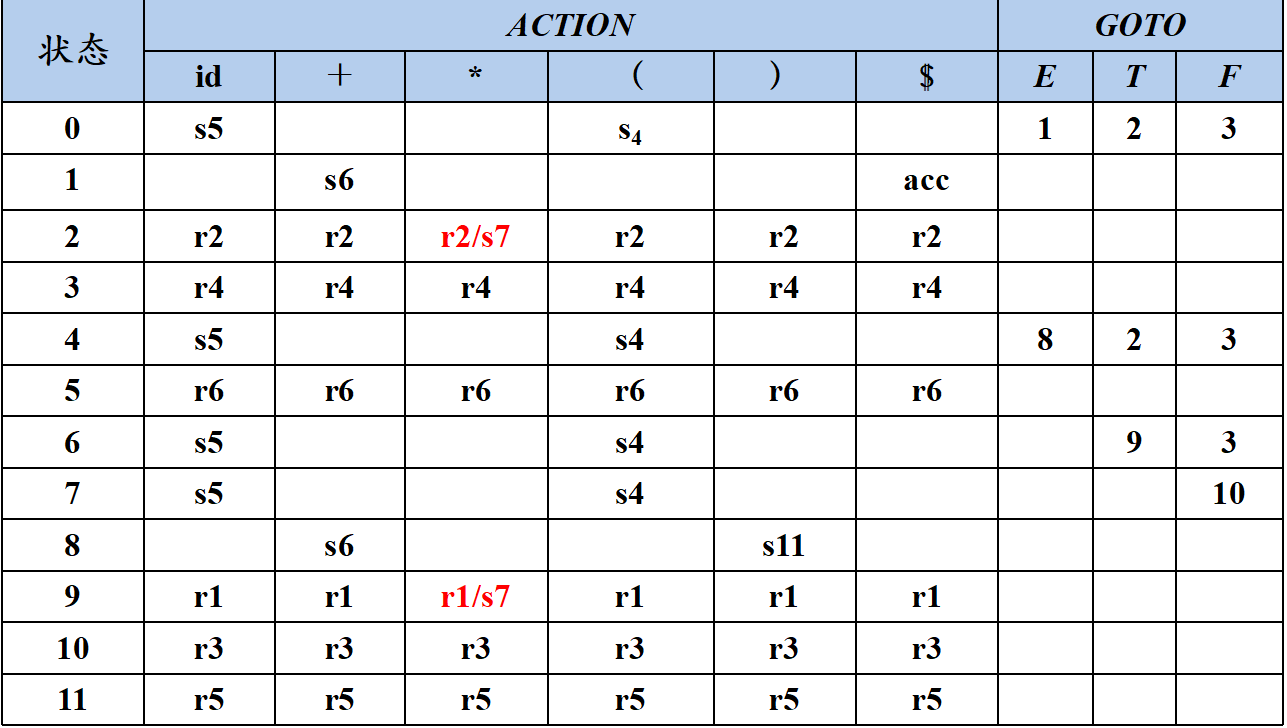 状态 ACTION GOTO
id + * ( ) $ E T F
0 s5 s4 1 2 3
1 s6 acc
2 r2 r2 r2/s7 r2 r2 r2
3 r4 r4 r4 r4 r4 r4
4 s5 s4 8 2 3
5 r6 r6 r6 r6 r6 r6
6 s5 s4 9 3
7 s5 s4 10
8 s6 s11
9 r1 r1 r1/s7 r1 r1 r1
10 r3 r3 r3 r3 r3 r3
11 r5 r5 r5 r5 r5 r5